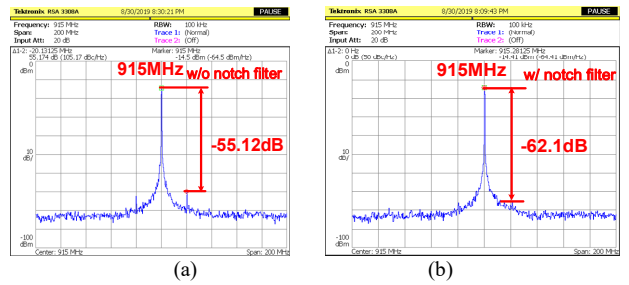 Tektronix RSA 3308A 8/30/2019 8:30:21 PM PAUSE
Frequency: 915 MHz RBW: 100 kHz
Span: 200 MHz Trace 1: (Normal)
Input Att: 20 dB Trace 2: (Off)
Δ1-2: -20.13125 MHz Marker: 915 MHz
55.174 dB (105.17 dBc/Hz) -14.5 dBm (-64.5 dBm/Hz)
0
dBm
915MHz w/o notch filter
-55.12dB
10
dB/
-100
dBm
Center: 915 MHz Span: 200 MHz
(a)
Tektronix RSA 3308A 8/30/2019 8:09:43 PM PAUSE
Frequency: 915 MHz RBW: 100 kHz
Span: 200 MHz Trace 1: (Normal)
Input Att: 20 dB Trace 2: (Off)
Δ1-2: 0 Hz Marker: 915.28125 MHz
0 dB (50 dBc/Hz) -14.41 dBm (-64.41 dBm/Hz)
0
dBm
915MHz w/ notch filter
-62.1dB
10
dB/
-100
dBm
Center: 915 MHz Span: 200 MHz
(b)